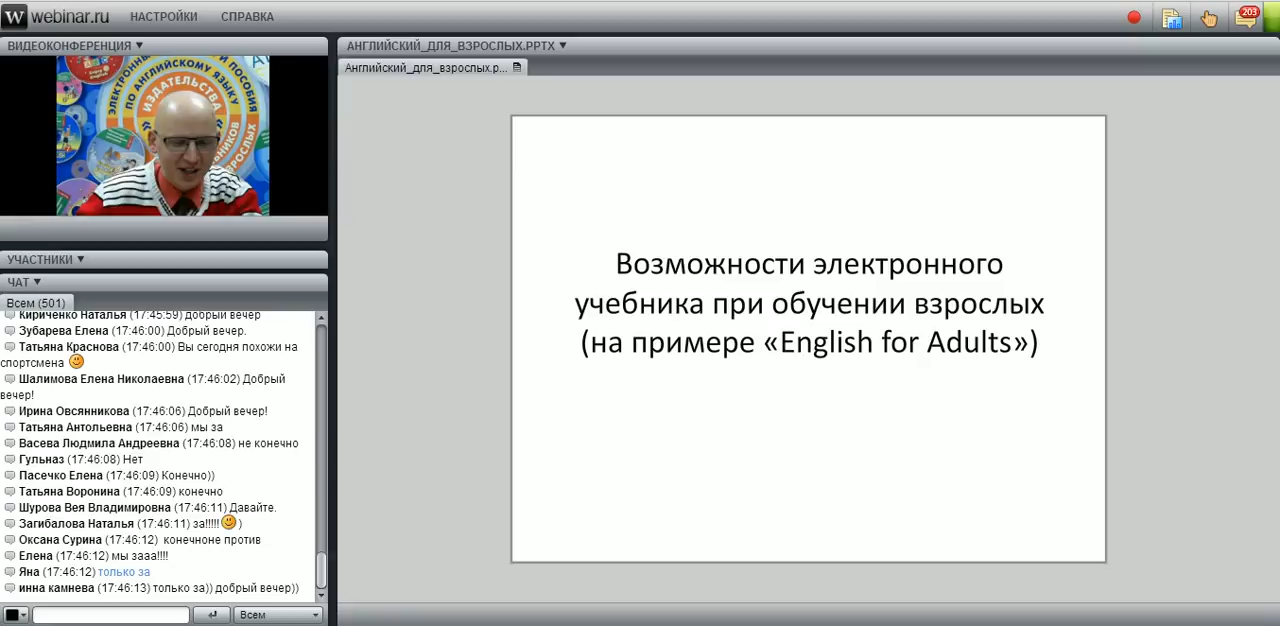 W webinar.ru НАСТРОЙКИ СПРАВКА
203
ВИДЕОКОНФЕРЕНЦИЯ
ЭЛЕКТРОННЫЕ
ПОСОБИЯ
ПО АНГЛИЙСКОМУ ЯЗЫКУ
ИЗДАТЕЛЬСТВА
УЧАСТНИКИ
ЧАТ
Всем (501)
Кириченко Наталья (17:45:59) добрый вечер
Зубарева Елена (17:46:00) Добрый вечер.
Татьяна Краснова (17:46:00) Вы сегодня похожи на
спортсмена
Шалимова Елена Николаевна (17:46:02) Добрый
вечер!
Ирина Овсянникова (17:46:06) Добрый вечер!
Татьяна Антольевна (17:46:06) мы за
Васева Людмила Андреевна (17:46:08) не конечно
Гульназ (17:46:08) Нет
Пасечко Елена (17:46:09) Конечно))
Татьяна Воронина (17:46:09) конечно
Шурова Вея Владимировна (17:46:11) Давайте.
Загибалова Наталья (17:46:11) за!!!!! )
Оксана Сурина (17:46:12) конечноне против
Елена (17:46:12) мы зааа!!!!
Яна (17:46:12) только за
инна камнева (17:46:13) только за)) добрый вечер))
Всем
АНГЛИЙСКИЙ_ДЛЯ_ВЗРОСЛЫХ.PPTX
Английский_для_взрослых.p...
Возможности электронного
учебника при обучении взрослых
(на примере «English for Adults»)